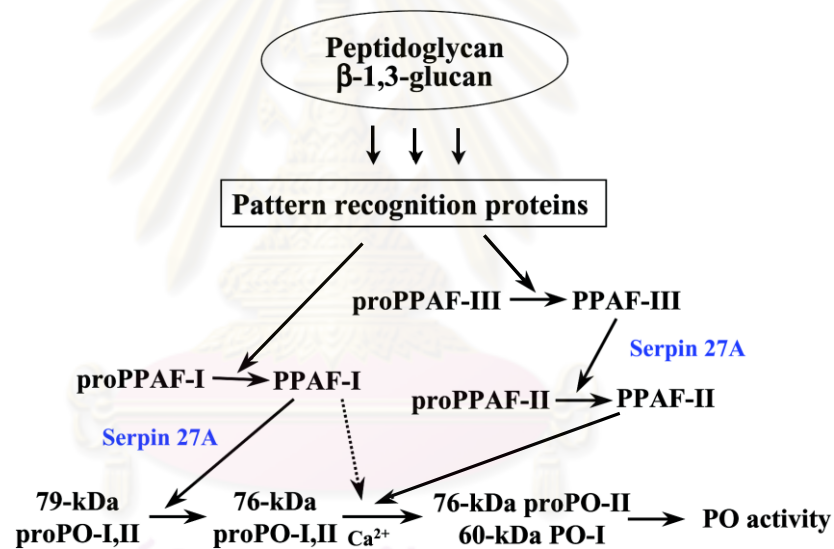 Peptidoglycan
β-1,3-glucan
Pattern recognition proteins
proPPAF-III
PPAF-III
Serpin 27A
proPPAF-I
PPAF-I
proPPAF-II
PPAF-II
Serpin 27A
79-kDa
proPO-I,II
76-kDa
proPO-I,II
Ca²⁺
76-kDa proPO-II
60-kDa PO-I
PO activity